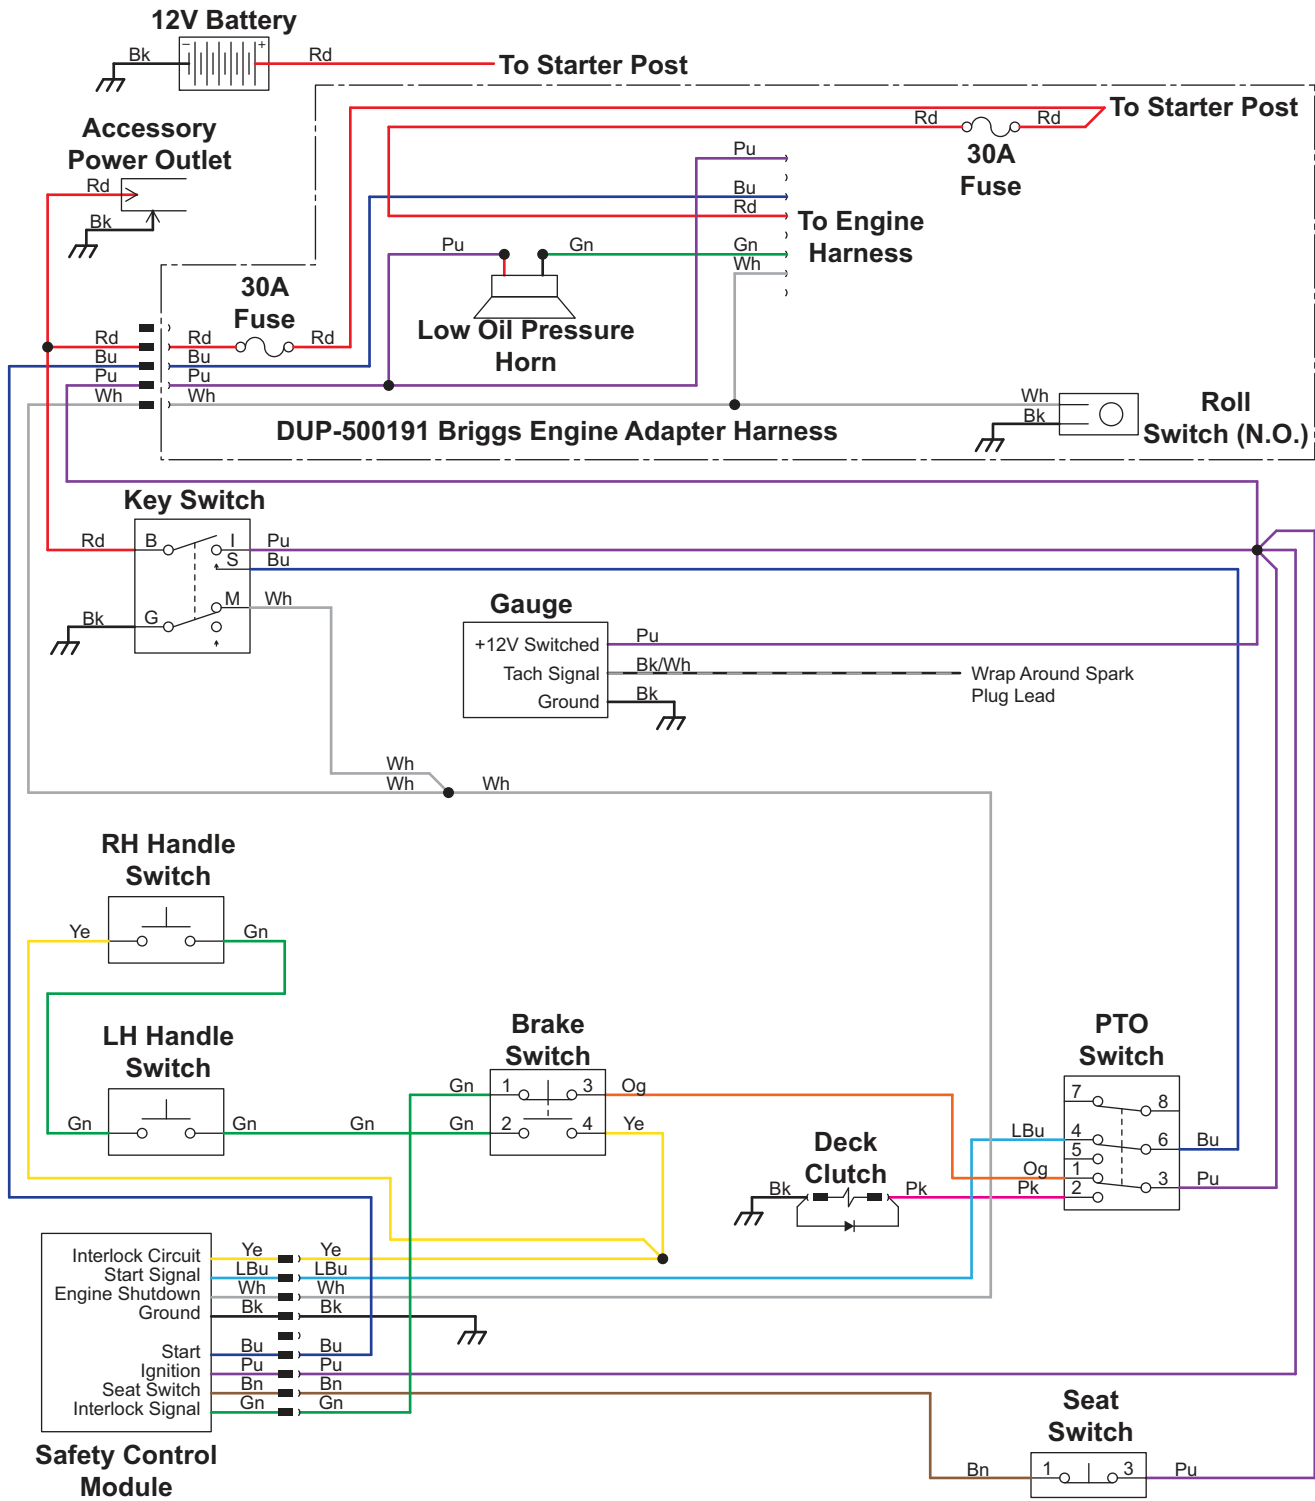 12V Battery
Bk
−
+
Rd
To Starter Post
Accessory
Power Outlet
Rd
Bk
To Starter Post
Rd
Rd
30A
Fuse
Pu
Bu
Rd
Gn
Wh
To Engine
Harness
Pu
Gn
Low Oil Pressure
Horn
30A
Fuse
Rd
Rd
Rd
Bu
Bu
Pu
Pu
Wh
Wh
DUP-500191 Briggs Engine Adapter Harness
Wh
Bk
Roll
Switch (N.O.)
Key Switch
Rd
B
I
Pu
S
Bu
M
Wh
Bk
G
Gauge
+12V Switched
Pu
Tach Signal
Bk/Wh
Wrap Around Spark
Plug Lead
Ground
Bk
Wh
Wh
Wh
RH Handle
Switch
Ye
Gn
LH Handle
Switch
Gn
Gn
Gn
Brake
Switch
Gn
1
3
Og
Gn
2
4
Ye
PTO
Switch
7
8
LBu
4
6
Bu
5
Og
1
3
Pu
Pk
2
Deck
Clutch
Bk
Pk
Interlock Circuit
Ye
Ye
Start Signal
LBu
LBu
Engine Shutdown
Wh
Wh
Ground
Bk
Bk
Start
Bu
Bu
Ignition
Pu
Pu
Seat Switch
Bn
Bn
Interlock Signal
Gn
Gn
Safety Control
Module
Seat
Switch
Bn
1
3
Pu